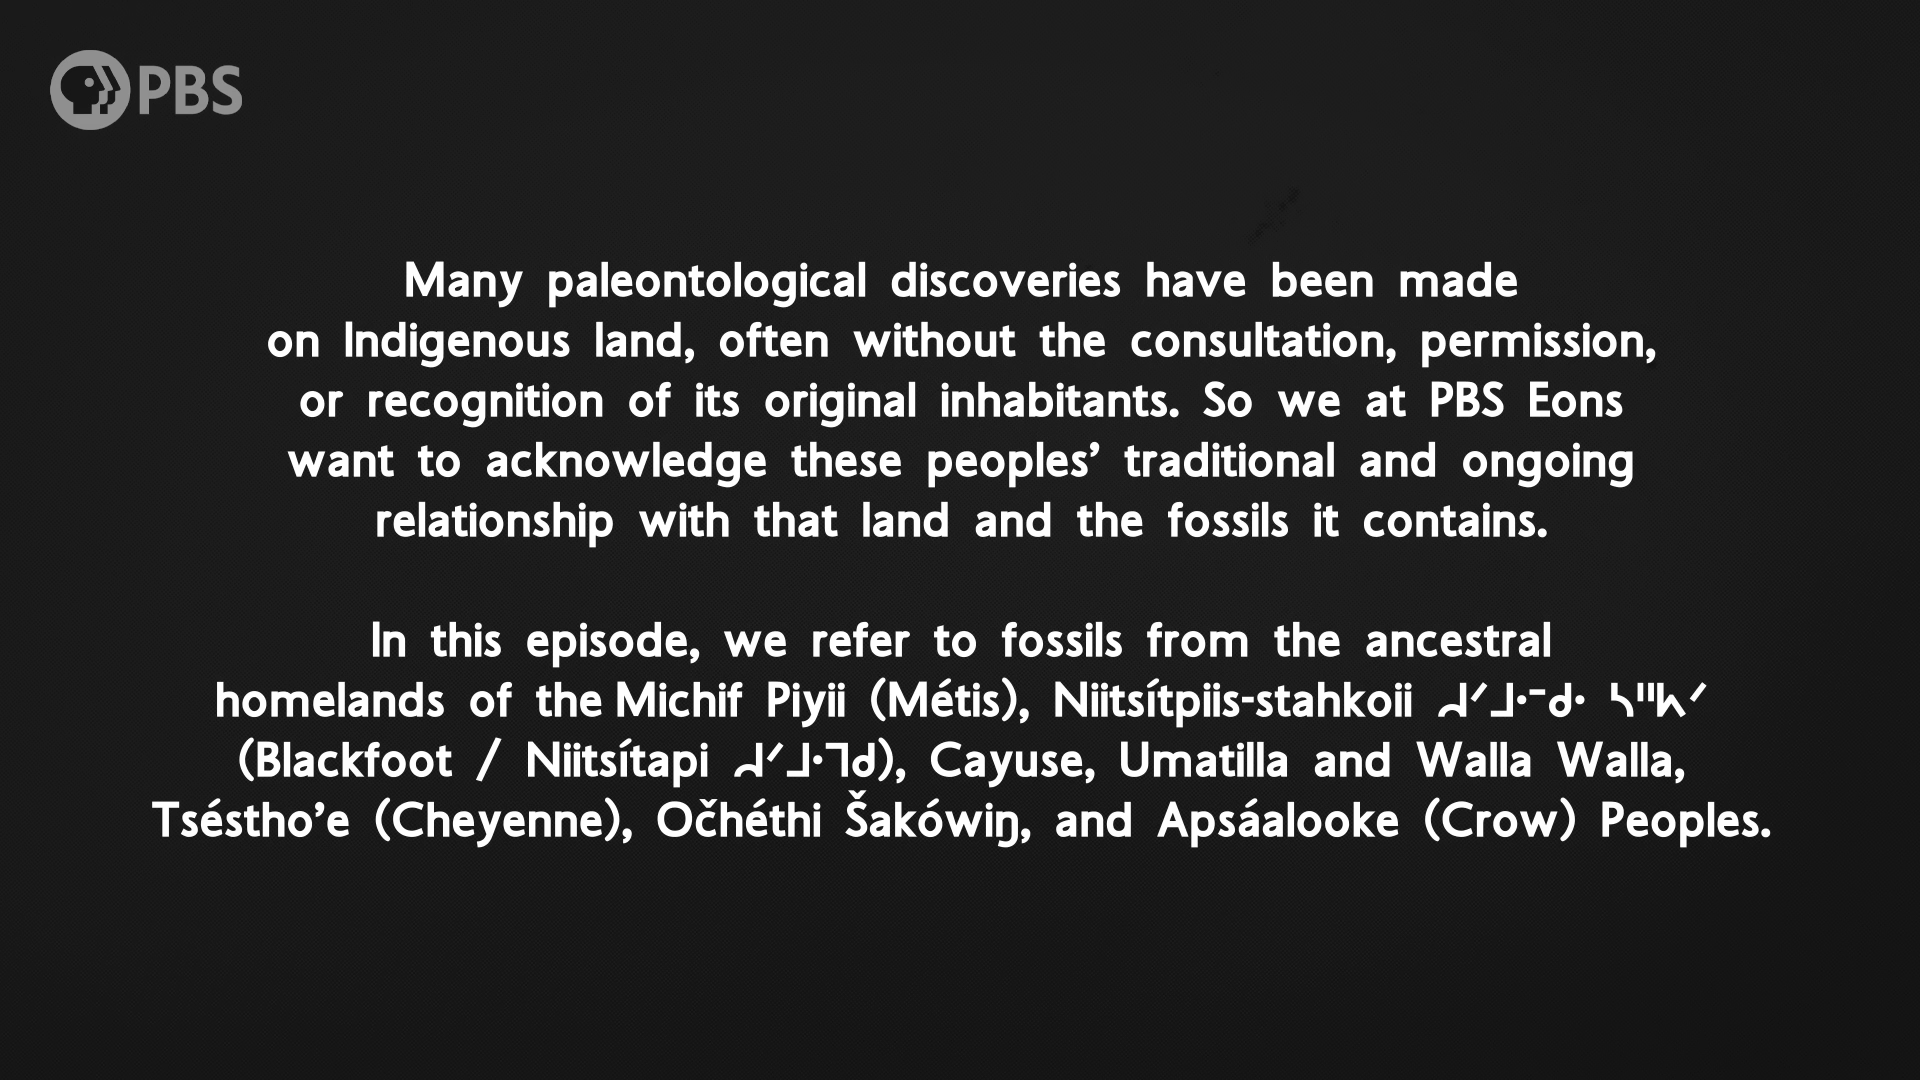 PBS
Many paleontological discoveries have been made
on Indigenous land, often without the consultation, permission,
or recognition of its original inhabitants. So we at PBS Eons
want to acknowledge these peoples’ traditional and ongoing
relationship with that land and the fossils it contains.
In this episode, we refer to fossils from the ancestral
homelands of the Michif Piyii (Métis), Niitsítpiis-stahkoii ᖹᐟᒧᐧᐨᑯᐧ ᓴᐦᖾᐟ
(Blackfoot / Niitsítapi ᖹᐟᒧᐧᒣᑯ), Cayuse, Umatilla and Walla Walla,
Tséstho’e (Cheyenne), Očhéthi Šakówiŋ, and Apsáalooke (Crow) Peoples.